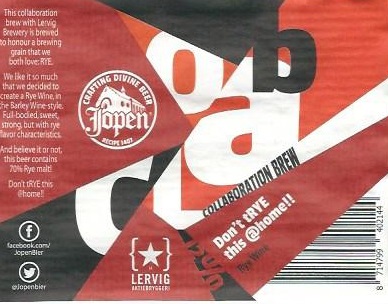 This collaboration
brew with Lervig
Brewery is brewed
to honour a brewing
grain that we
both love: RYE.
We like it so much
that we decided to
create a Rye Wine, in
the Barley Wine-style.
Full-bodied, sweet,
strong, but with rye
flavor characteristics.
And believe it or not,
this beer contains
70% Rye malt!
Don't tRYE this
@home!!
facebook.com/
JopenBier
@jopenbier
CRAFTING DIVINE BEER
Jopen
RECIPE 1407
LERVIG
AKTIEBRYGGERI
collab
COLLABORATION BREW
Don't tRYE
this @home!!
Rye Wine
8 714799 402144